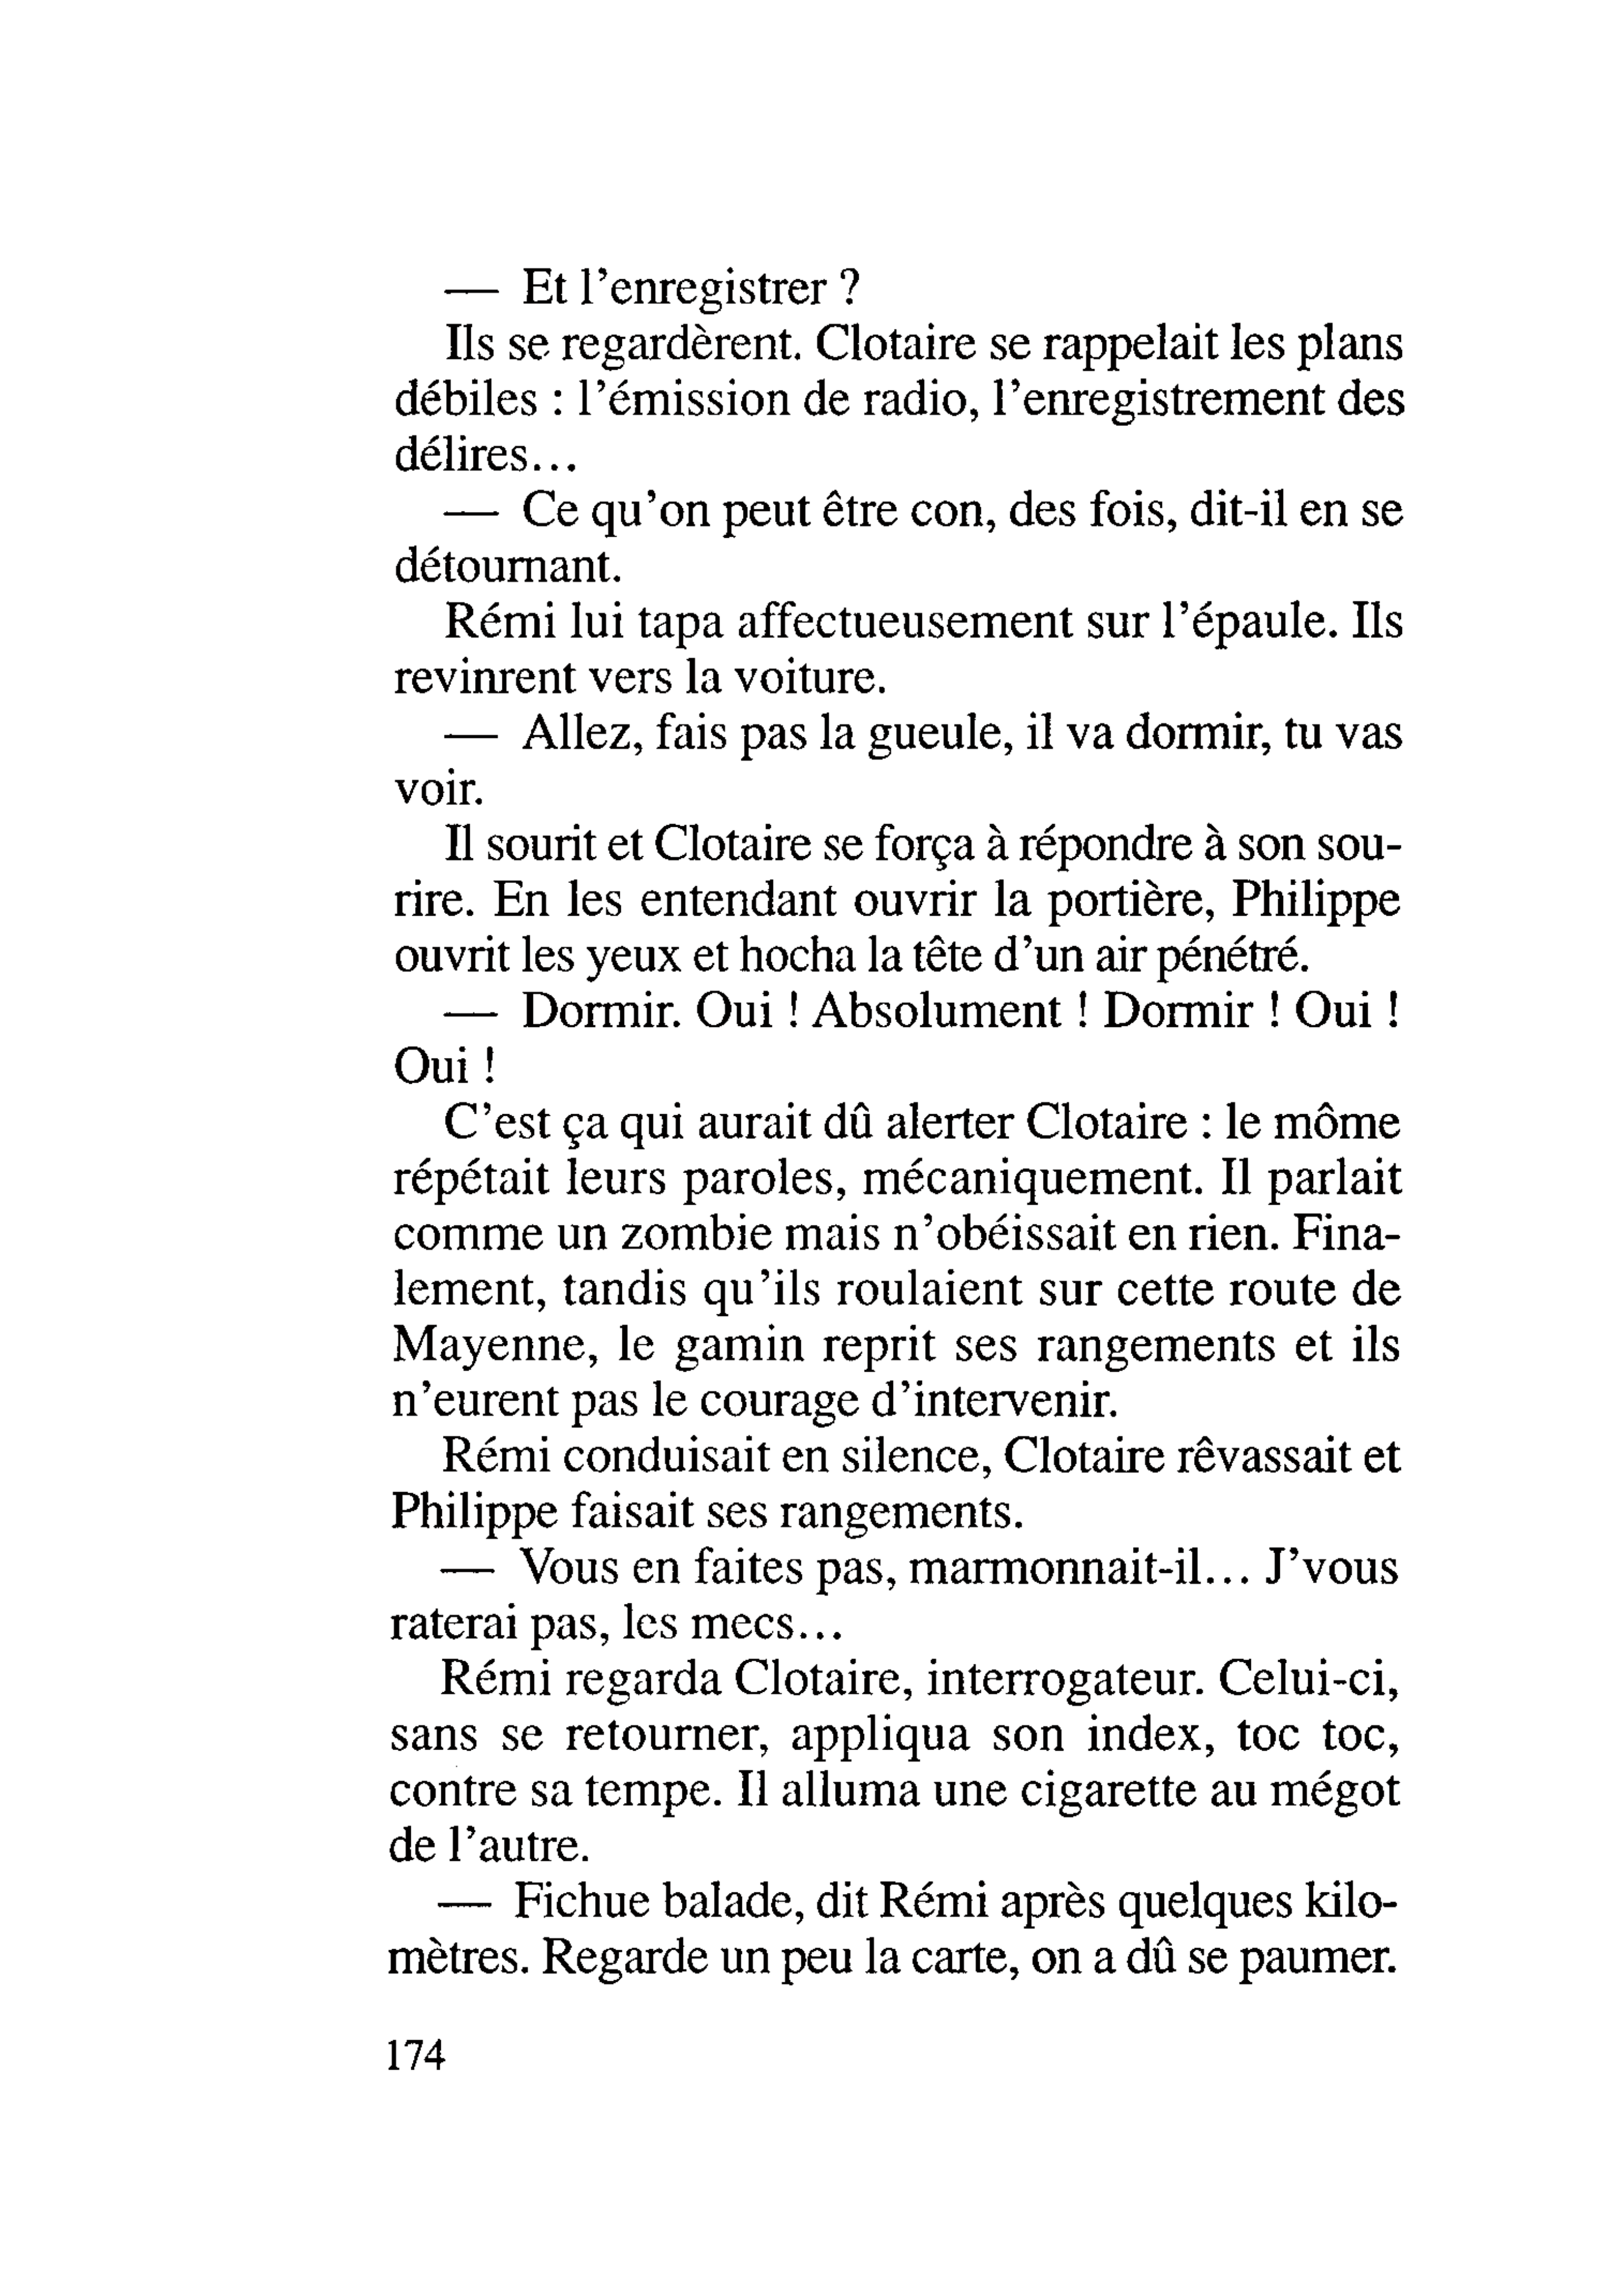 — Et l'enregistrer ?
Ils se regardèrent. Clotaire se rappelait les plans
débiles : l'émission de radio, l'enregistrement des
délires...
— Ce qu'on peut être con, des fois, dit-il en se
détournant.
Rémi lui tapa affectueusement sur l'épaule. Ils
revinrent vers la voiture.
— Allez, fais pas la gueule, il va dormir, tu vas
voir.
Il sourit et Clotaire se força à répondre à son sou-
rire. En les entendant ouvrir la portière, Philippe
ouvrit les yeux et hocha la tête d'un air pénétré.
— Dormir. Oui ! Absolument ! Dormir ! Oui !
Oui !
C'est ça qui aurait dû alerter Clotaire : le môme
répétait leurs paroles, mécaniquement. Il parlait
comme un zombie mais n'obéissait en rien. Fina-
lement, tandis qu'ils roulaient sur cette route de
Mayenne, le gamin reprit ses rangements et ils
n'eurent pas le courage d'intervenir.
Rémi conduisait en silence, Clotaire rêvassait et
Philippe faisait ses rangements.
— Vous en faites pas, marmonnait-il... J'vous
raterai pas, les mecs...
Rémi regarda Clotaire, interrogateur. Celui-ci,
sans se retourner, appliqua son index, toc toc,
contre sa tempe. Il alluma une cigarette au mégot
de l'autre.
— Fichue balade, dit Rémi après quelques kilo-
mètres. Regarde un peu la carte, on a dû se paumer.
174